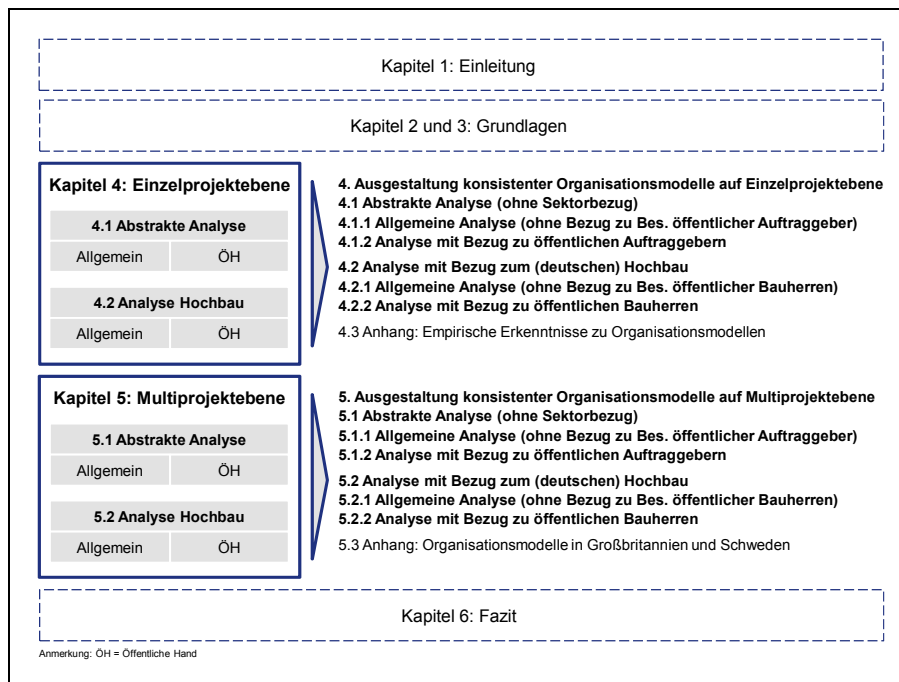 Kapitel 1: Einleitung
Kapitel 2 und 3: Grundlagen
Kapitel 4: Einzelprojektebene
4.1 Abstrakte Analyse
Allgemein
ÖH
4.2 Analyse Hochbau
Allgemein
ÖH
4. Ausgestaltung konsistenter Organisationsmodelle auf Einzelprojektebene
4.1 Abstrakte Analyse (ohne Sektorbezug)
4.1.1 Allgemeine Analyse (ohne Bezug zu Bes. öffentlicher Auftraggeber)
4.1.2 Analyse mit Bezug zu öffentlichen Auftraggebern
4.2 Analyse mit Bezug zum (deutschen) Hochbau
4.2.1 Allgemeine Analyse (ohne Bezug zu Bes. öffentlicher Bauherren)
4.2.2 Analyse mit Bezug zu öffentlichen Bauherren
4.3 Anhang: Empirische Erkenntnisse zu Organisationsmodellen
Kapitel 5: Multiprojektebene
5.1 Abstrakte Analyse
Allgemein
ÖH
5.2 Analyse Hochbau
Allgemein
ÖH
5. Ausgestaltung konsistenter Organisationsmodelle auf Multiprojektebene
5.1 Abstrakte Analyse (ohne Sektorbezug)
5.1.1 Allgemeine Analyse (ohne Bezug zu Bes. öffentlicher Auftraggeber)
5.1.2 Analyse mit Bezug zu öffentlichen Auftraggebern
5.2 Analyse mit Bezug zum (deutschen) Hochbau
5.2.1 Allgemeine Analyse (ohne Bezug zu Bes. öffentlicher Bauherren)
5.2.2 Analyse mit Bezug zu öffentlichen Bauherren
5.3 Anhang: Organisationsmodelle in Großbritannien und Schweden
Kapitel 6: Fazit
Anmerkung: ÖH = Öffentliche Hand